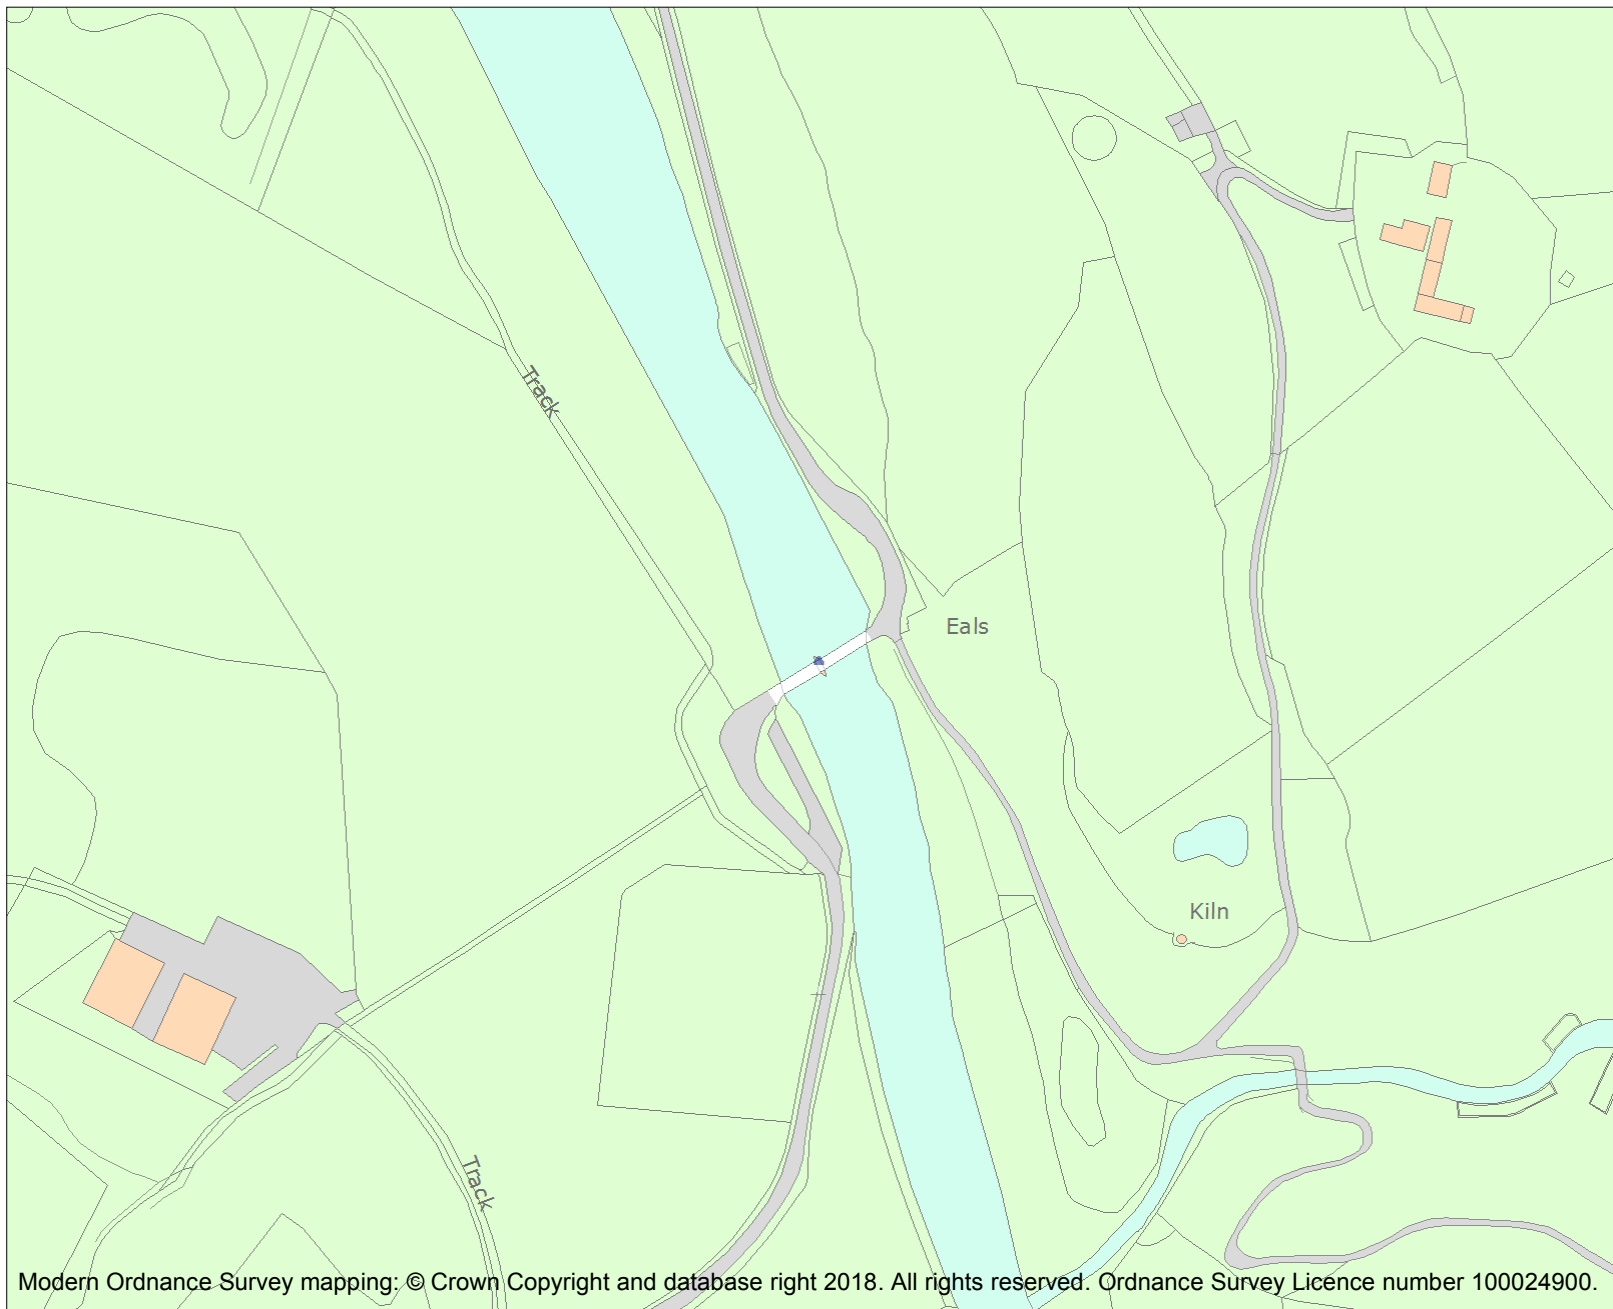 Track
Eals
Kiln
Track
Modern Ordnance Survey mapping: © Crown Copyright and database right 2018. All rights reserved. Ordnance Survey Licence number 100024900.